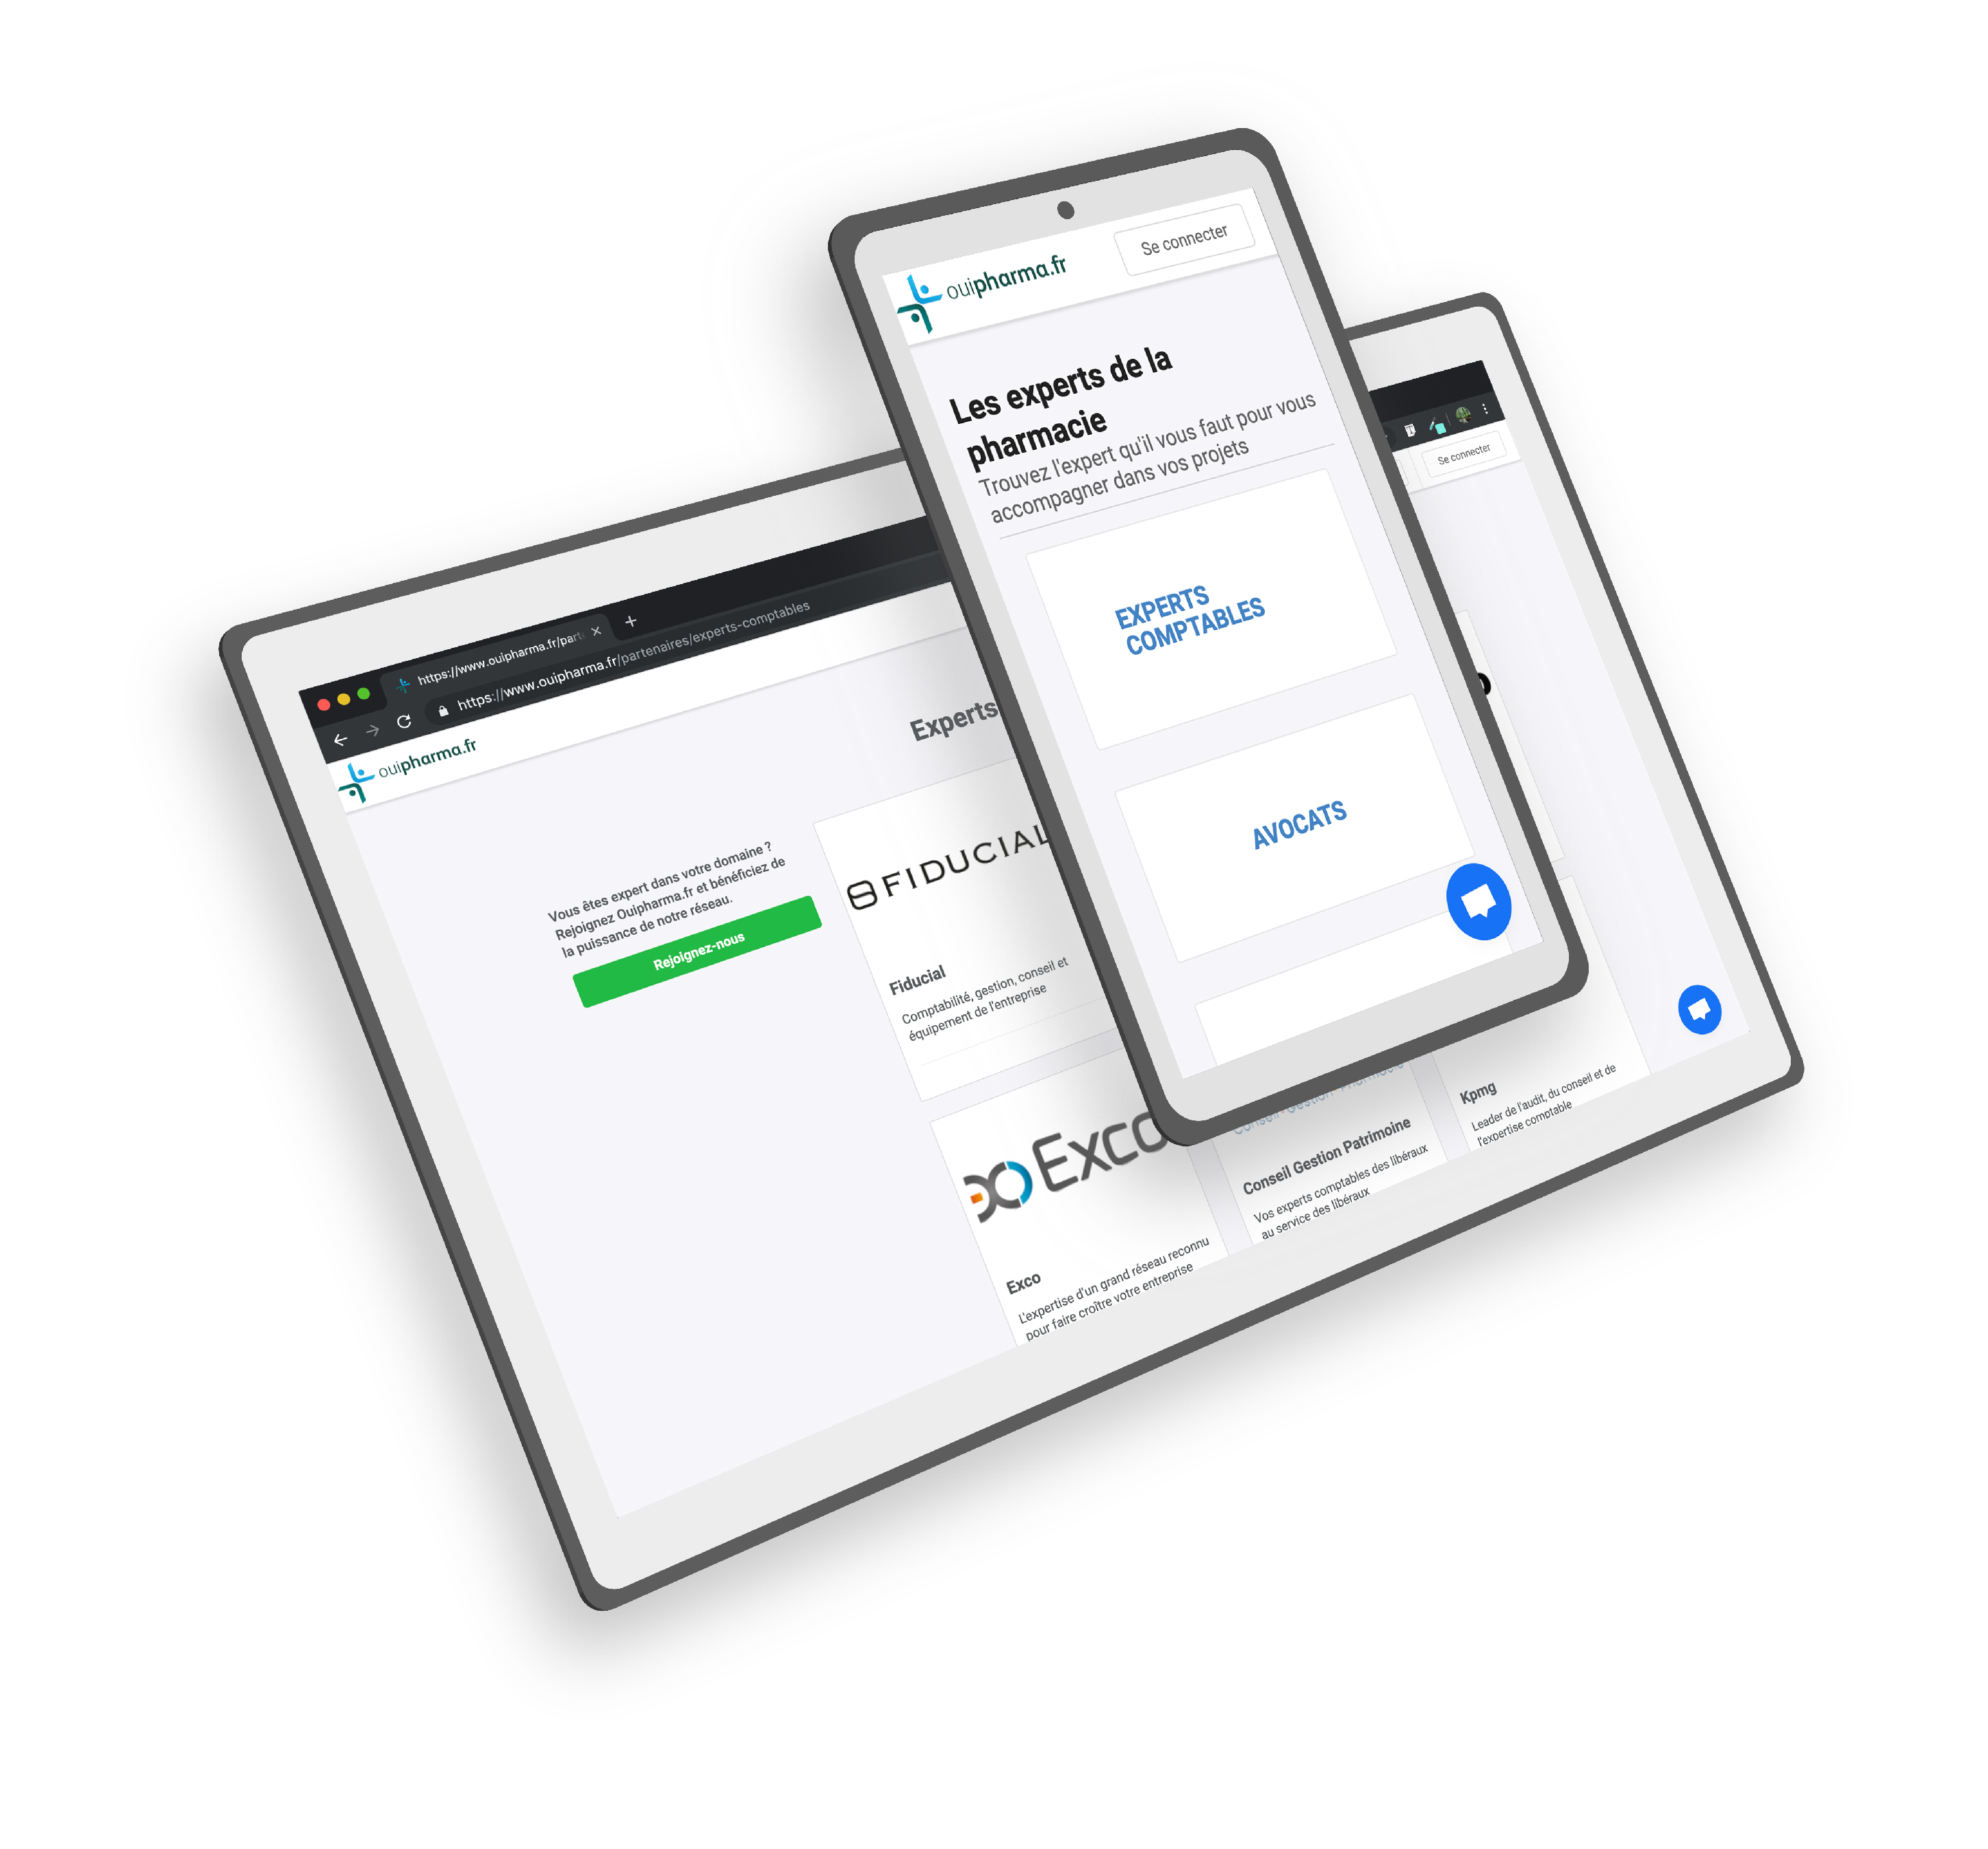 ouipharma.fr
Se connecter
Les experts de la
pharmacie
Trouvez l'expert qu'il vous faut pour vous
accompagner dans vos projets
EXPERTS
COMPTABLES
AVOCATS
https://www.ouipharma.fr/part
https://www.ouipharma.fr/partenaires/experts-comptables
ouipharma.fr
Se connecter
Experts
Vous êtes expert dans votre domaine ?
Rejoignez Ouipharma.fr et bénéficiez de
la puissance de notre réseau.
Rejoignez-nous
FIDUCIAL
Fiducial
Comptabilité, gestion, conseil et
équipement de l'entreprise
Exco
Exco
L'expertise d'un grand réseau reconnu
pour faire croître votre entreprise
Conseil Gestion Patrimoine
Vos experts comptables des libéraux
au service des libéraux
Kpmg
Leader de l'audit, du conseil et de
l'expertise comptable